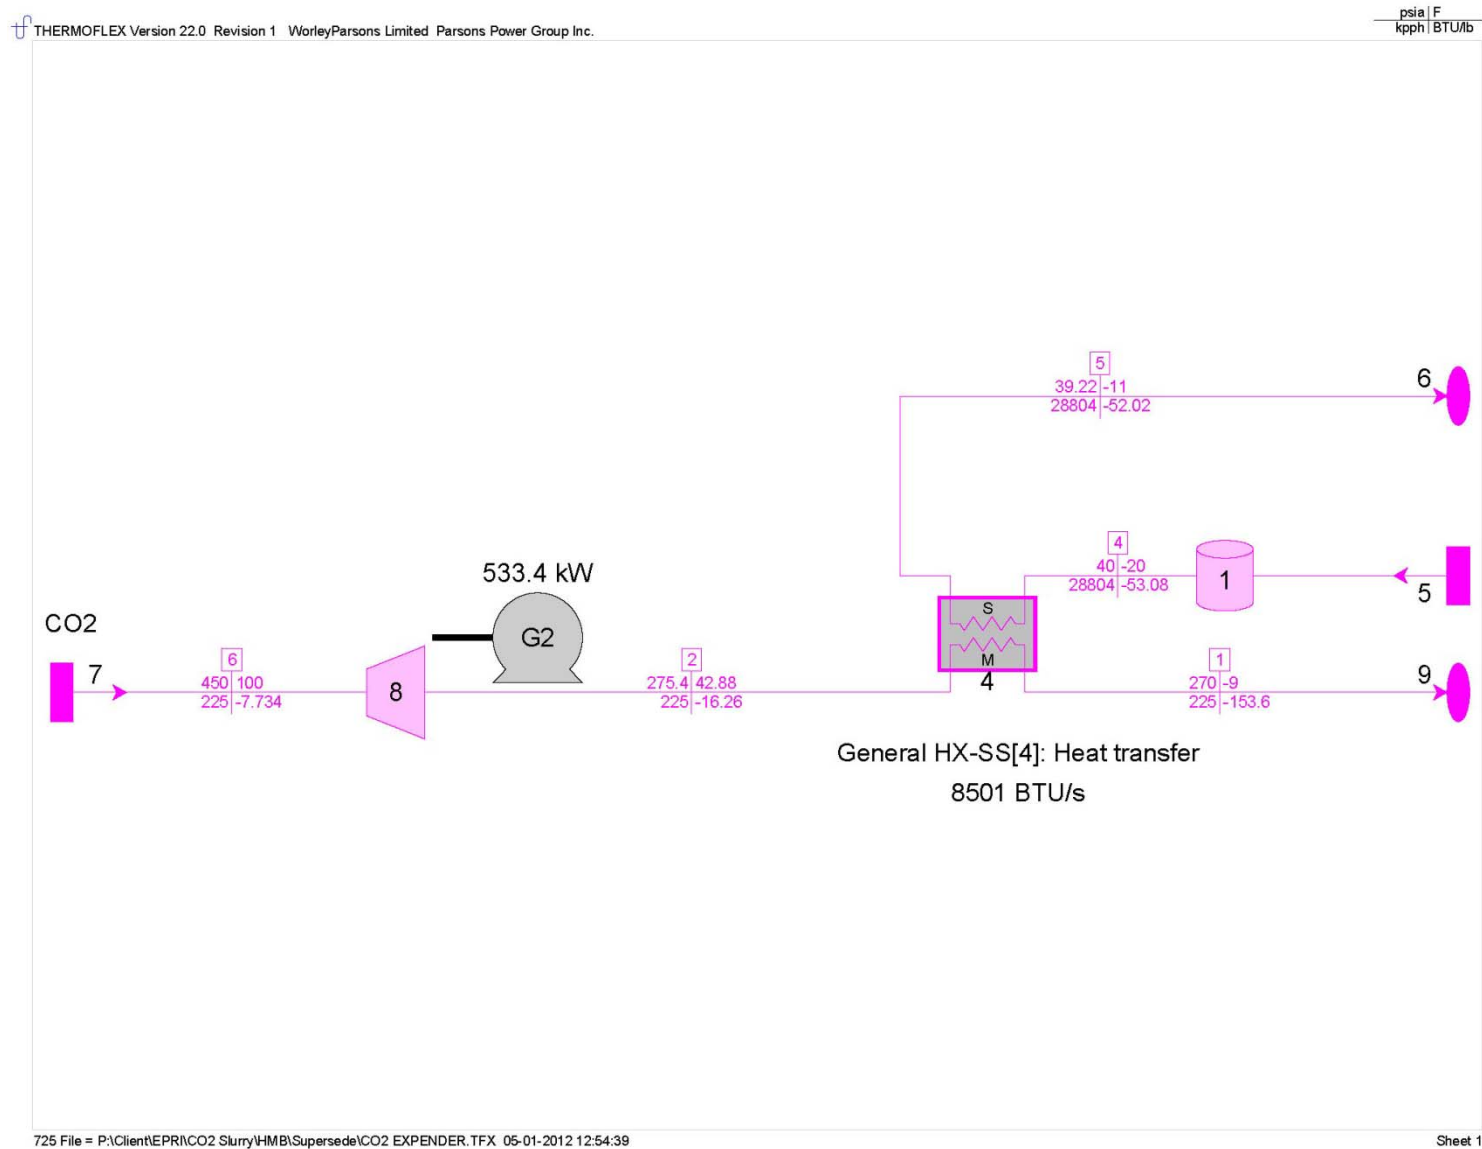 psia F
THERMOFLEX Version 22.0 Revision 1 WorleyParsons Limited Parsons Power Group Inc.
kpph BTU/lb
5
39.22 -11
28804 -52.02
6
4
40 -20
28804 -53.08
1
5
533.4 kW
G2
CO2
7
6
450 100
225 -7.734
8
2
275.4 42.88
225 -16.26
S
M
4
1
270 -9
225 -153.6
9
General HX-SS[4]: Heat transfer
8501 BTU/s
725 File = P:\Client\EPRI\CO2 Slurry\HMB\Supersede\CO2 EXPENDER.TFX 05-01-2012 12:54:39
Sheet 1